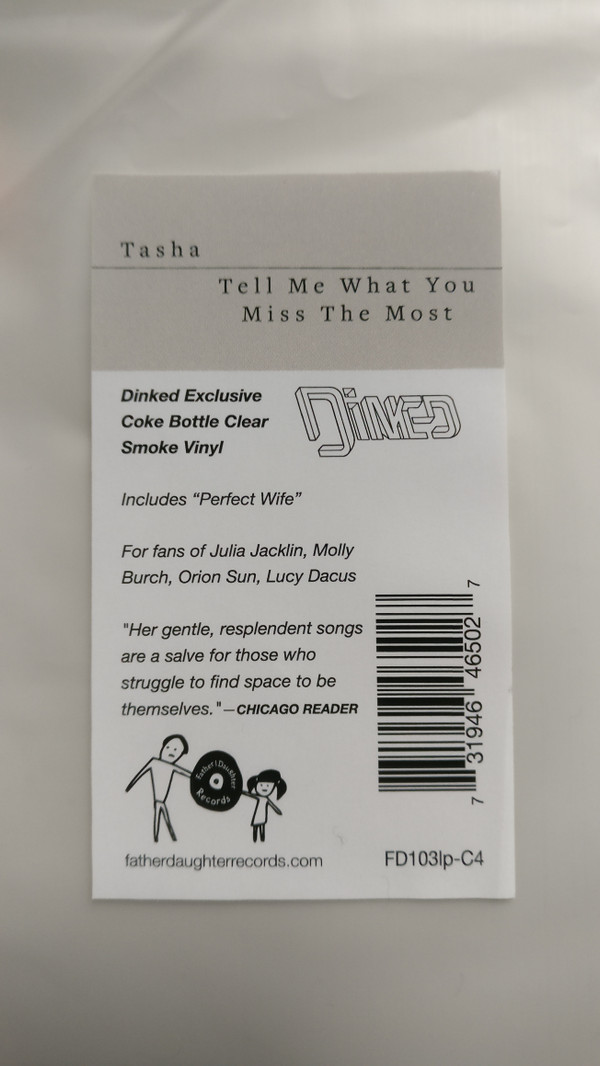 Tasha
Tell Me What You
Miss The Most
Dinked Exclusive
Coke Bottle Clear
Smoke Vinyl
DiNKED
Includes “Perfect Wife”
For fans of Julia Jacklin, Molly
Burch, Orion Sun, Lucy Dacus
"Her gentle, resplendent songs
are a salve for those who
struggle to find space to be
themselves."—CHICAGO READER
7 31946 46502 7
Father/Daughter
Records
fatherdaughterrecords.com
FD103lp-C4